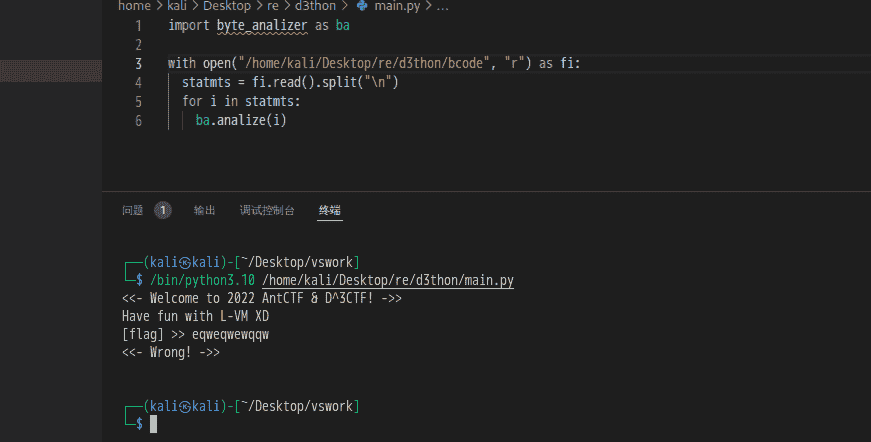 home > kali > Desktop > re > d3thon > main.py > ...
1 import byte_analizer as ba
2
3 with open("/home/kali/Desktop/re/d3thon/bcode", "r") as fi:
4 statmts = fi.read().split("\n")
5 for i in statmts:
6 ba.analize(i)
问题 1 输出 调试控制台 终端
┌──(kali㉿kali)-[~/Desktop/vswork]
└─$ /bin/python3.10 /home/kali/Desktop/re/d3thon/main.py
<<- Welcome to 2022 AntCTF & D^3CTF! ->>
Have fun with L-VM XD
[flag] >> eqweqwewqqw
<<- Wrong! ->>
┌──(kali㉿kali)-[~/Desktop/vswork]
└─$